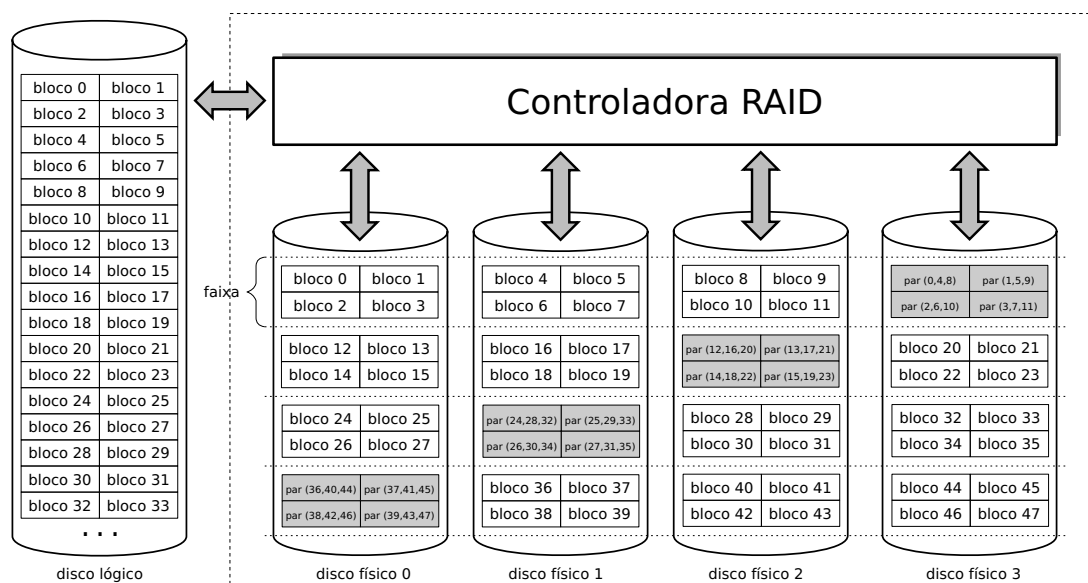 bloco 0 bloco 1
bloco 2 bloco 3
bloco 4 bloco 5
bloco 6 bloco 7
bloco 8 bloco 9
bloco 10 bloco 11
bloco 12 bloco 13
bloco 14 bloco 15
bloco 16 bloco 17
bloco 18 bloco 19
bloco 20 bloco 21
bloco 22 bloco 23
bloco 24 bloco 25
bloco 26 bloco 27
bloco 28 bloco 29
bloco 30 bloco 31
bloco 32 bloco 33
. . .
disco lógico
Controladora RAID
faixa
bloco 0 bloco 1
bloco 2 bloco 3
bloco 12 bloco 13
bloco 14 bloco 15
bloco 24 bloco 25
bloco 26 bloco 27
par (36,40,44) par (37,41,45)
par (38,42,46) par (39,43,47)
disco físico 0
bloco 4 bloco 5
bloco 6 bloco 7
bloco 16 bloco 17
bloco 18 bloco 19
par (24,28,32) par (25,29,33)
par (26,30,34) par (27,31,35)
bloco 36 bloco 37
bloco 38 bloco 39
disco físico 1
bloco 8 bloco 9
bloco 10 bloco 11
par (12,16,20) par (13,17,21)
par (14,18,22) par (15,19,23)
bloco 28 bloco 29
bloco 30 bloco 31
bloco 40 bloco 41
bloco 42 bloco 43
disco físico 2
par (0,4,8) par (1,5,9)
par (2,6,10) par (3,7,11)
bloco 20 bloco 21
bloco 22 bloco 23
bloco 32 bloco 33
bloco 34 bloco 35
bloco 44 bloco 45
bloco 46 bloco 47
disco físico 3